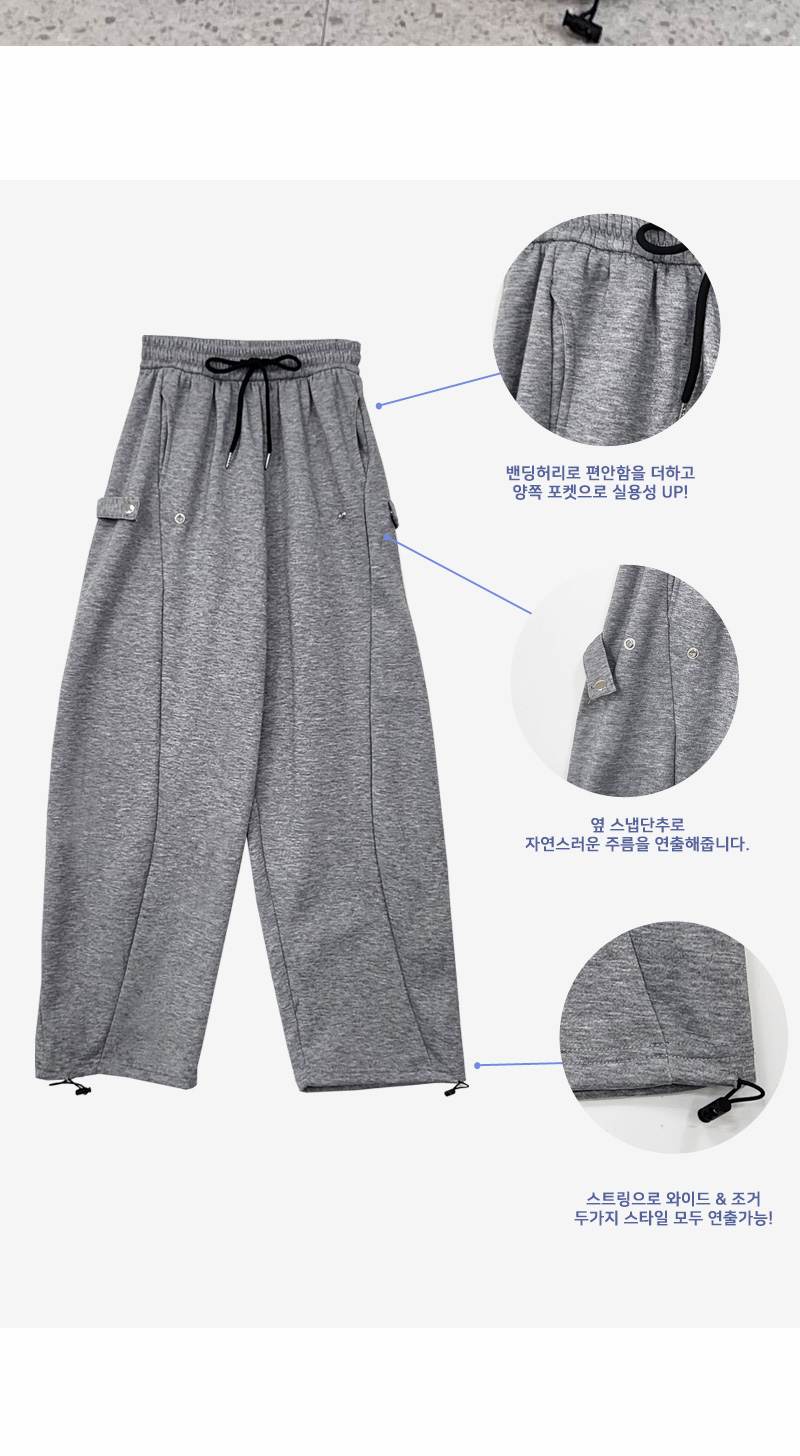 밴딩허리로 편안함을 더하고
양쪽 포켓으로 실용성 UP!
옆 스냅단추로
자연스러운 주름을 연출해줍니다.
스트링으로 와이드 & 조거
두가지 스타일 모두 연출가능!